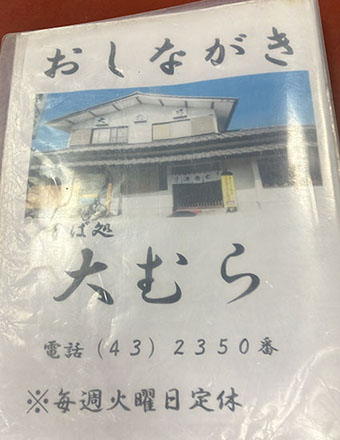 おしながき
そば処
大むら
電話(43)2350番
※毎週火曜日定休